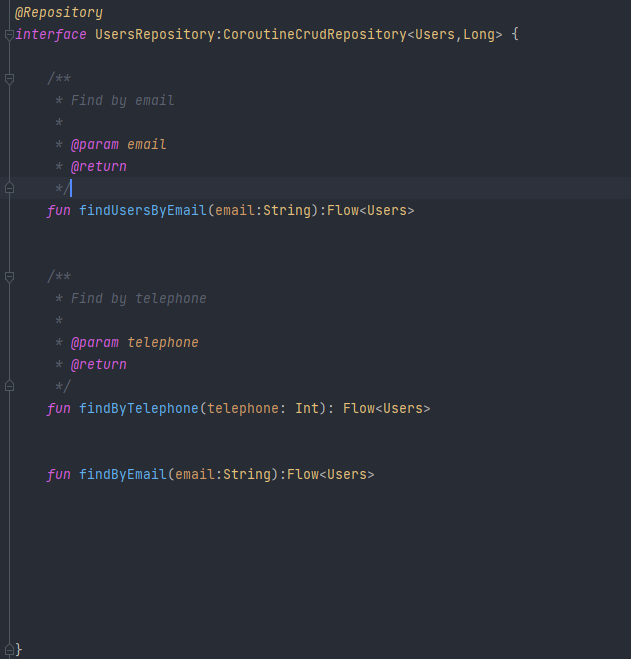 @Repository
interface UsersRepository:CoroutineCrudRepository<Users,Long> {
/**
* Find by email
*
* @param email
* @return
*/
fun findUsersByEmail(email:String):Flow<Users>
/**
* Find by telephone
*
* @param telephone
* @return
*/
fun findByTelephone(telephone: Int): Flow<Users>
fun findByEmail(email:String):Flow<Users>
}